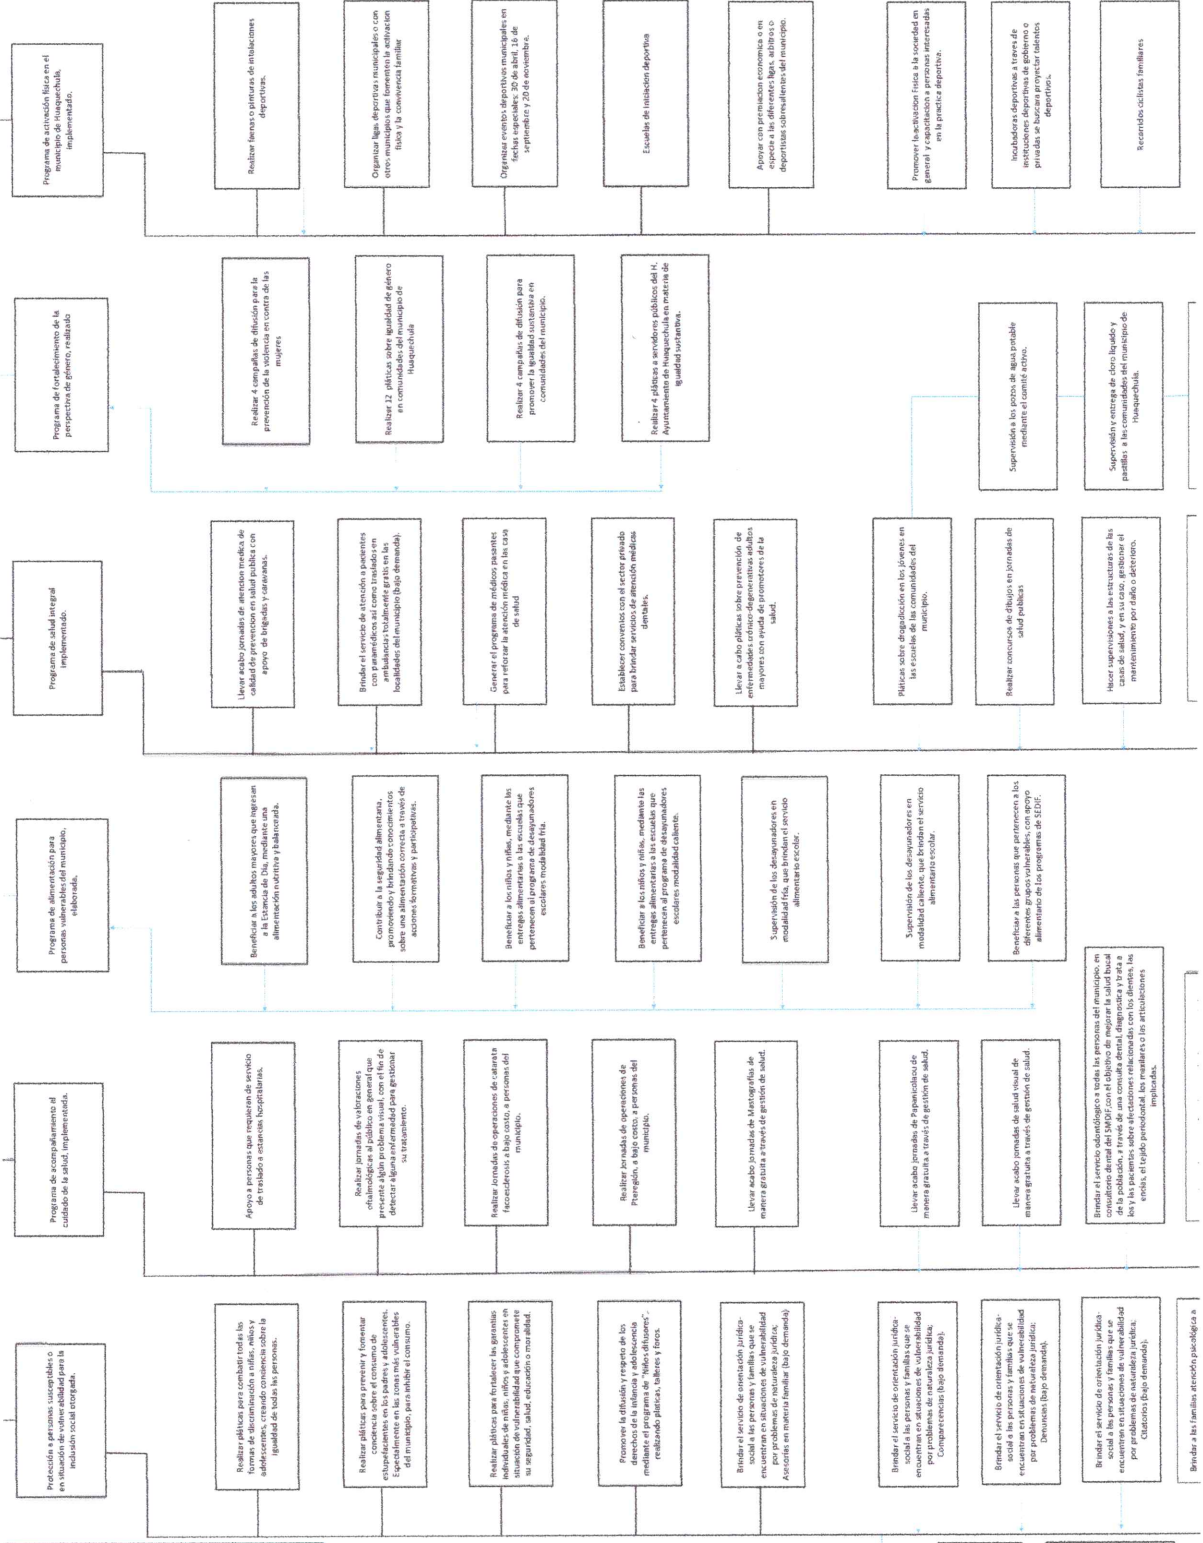 Protección a personas susceptibles o
en situación de vulnerabilidad para la
inclusión social otorgada.
Realizar pláticas para combatir todas las
formas de discriminación a niñas, niños y
adolescentes, creando conciencia sobre la
igualdad de todas las personas.
Realizar pláticas para prevenir y fomentar
conciencia sobre el consumo de
estupefacientes en los padres y adolescentes.
Especialmente en las zonas más vulnerables
del municipio, para inhibir el consumo.
Realizar pláticas para fortalecer las garantías
individuales de niñas, niños y adolescentes en
situación de vulnerabilidad que compromete
su seguridad, salud, educación o moralidad.
Promover la difusión y respeto de los
derechos de la infancia y adolescencia
mediante el programa de "Niños difusores",
realizando platicas, talleres y foros.
Brindar el servicio de orientación jurídica-
social a las personas y familias que se
encuentran en situaciones de vulnerabilidad
por problemas de naturaleza jurídica;
Asesorías en materia familiar (bajo demanda)
Brindar el servicio de orientación jurídica-
social a las personas y familias que se
encuentran en situaciones de vulnerabilidad
por problemas de naturaleza jurídica;
Comparecencias (bajo demanda).
Brindar el servicio de orientación jurídica-
social a las personas y familias que se
encuentran en situaciones de vulnerabilidad
por problemas de naturaleza jurídica;
Denuncias (bajo demanda).
Brindar el servicio de orientación jurídica-
social a las personas y familias que se
encuentran en situaciones de vulnerabilidad
por problemas de naturaleza jurídica;
Citatorios (bajo demanda).
Brindar a las familias atención psicológica a
Programa de acompañamiento al
cuidado de la salud, implementada.
Apoyo a personas que requieran de servicio
de traslado a estancias hospitalarias.
Realizar jornadas de valoraciones
oftalmológicas al público en general que
presente algún problema visual, con el fin de
detectar alguna enfermedad para gestionar
su tratamiento.
Realizar Jornadas de operaciones de catarata
facoesclerosis a bajo costo, a personas del
municipio.
Realizar Jornadas de operaciones de
Pteregión, a bajo costo, a personas del
municipio.
Llevar acabo jornadas de Mastografías de
manera gratuita a través de gestión de salud.
Llevar acabo jornadas de Papanicolaou de
manera gratuita a través de gestión de salud.
Llevar acabo jornadas de salud visual de
manera gratuita a través de gestión de salud.
Brindar el servicio odontológico a todas las personas del municipio, en
consultorio dental del SMDIF, con el objetivo de mejorar la salud bucal
de la población, a través de una consulta dental, diagnostica y trata a
los y las pacientes sobre afectaciones relacionadas con los dientes, las
encías, el tejido periodontal, los maxilares o las articulaciones
implicadas.
Programa de alimentación para
personas vulnerables del municipio,
elaborada.
Beneficiar a los adultos mayores que ingresan
a la Estancia de Día, mediante una
alimentación nutritiva y balanceada.
Contribuir a la seguridad alimentaria,
promoviendo y brindando conocimientos
sobre una alimentación correcta a través de
acciones formativas y participativas.
Beneficiar a los niños y niñas, mediante las
entregas alimentarias a las escuelas que
pertenecen al programa de desayunadores
escolares modalidad fría.
Beneficiar a los niños y niñas, mediante las
entregas alimentarias a las escuelas que
pertenecen al programa de desayunadores
escolares modalidad caliente.
Supervisión de los desayunadores en
modalidad fría, que brindan el servicio
alimentario escolar.
Supervisión de los desayunadores en
modalidad caliente, que brindan el servicio
alimentario escolar.
Beneficiar a las personas que pertenecen a los
diferentes grupos vulnerables, con apoyo
alimentario de los programas de SEDIF.
Programa de salud integral
implementado.
Llevar acabo jornadas de atencion medica de
calidad de prevencion en salud publica con
apoyo de brigadas y caravanas.
Brindar el servicio de atención a pacientes
con paramédicos así como traslados en
ambulancias totalmente gratis en las
localidades del municipio (bajo demanda).
Generar el programa de médicos pasantes
para reforzar la atención médica en las casa
de salud
Establecer convenios con el sector privado
para brindar servicios de atención médicas
dentales.
Llevar a cabo pláticas sobre prevención de
enfermedades crónico-degenerativas adultos
mayores con ayuda de promotores de la
salud.
Pláticas sobre drogadicción en los jóvenes en
las escuelas de las comunidades del
municipio.
Realizar concursos de dibujos en jornadas de
salud publicas
Hacer supervisiones a las estructuras de las
casas de salud, y en su caso, gestionar el
mantenimiento por daño o deterioro.
Programa de fortalecimiento de la
perspectiva de género, realizado
Realizar 4 campañas de difusión para la
prevención de la violencia en contra de las
mujeres
Realizar 12 pláticas sobre igualdad de género
en comunidades del municipio de
Huaquechula
Realizar 4 campañas de difusión para
promover la igualdad sustantiva en
comunidades del municipio.
Realizar 4 pláticas a servidores públicos del H.
Ayuntamiento de Huaquechula en materia de
igualdad sustantiva.
Supervisión a los pozos de agua potable
mediante el comité activo.
Supervisión y entrega de cloro liquido y
pastillas a las comunidades del municipio de
Huaquechula.
Programa de activación física en el
municipio de Huaquechula,
implementado.
Realizar faenas o pinturas de intalaciones
deportivas.
Organizar ligas deportivas municipales o con
otros municipios que fomenten la activacion
fisica y la convivencia familiar
Organizar eventos deportivos municipales en
fechas especiales: 30 de abril, 16 de
septiembre y 20 de noviembre.
Escuelas de iniciacion deportiva
Apoyar con premiacion economica o en
especie a las diferentes ligas, arbitros o
deportistas sobresalientes del municipio.
Promover la activacion Fisica a la sociedad en
general y capacitacion a personas interesadas
en la práctica deportiva.
Incubadoras deportivas a traves de
instituciones deportivas de gobierno o
privadas se buscara proyectar talentos
deportivos.
Recorridos ciclistas familiares